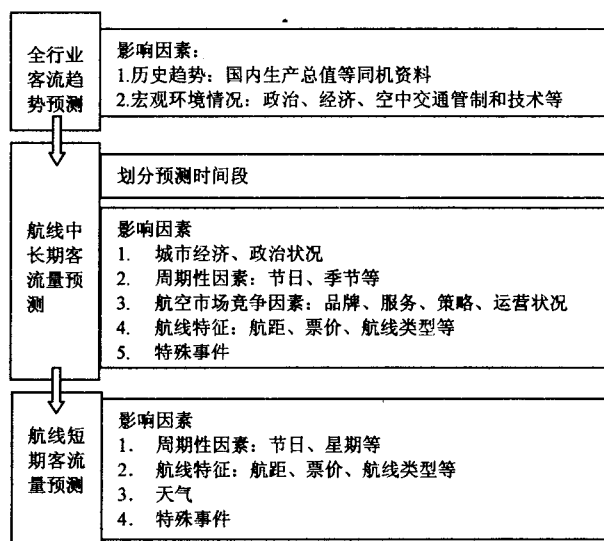 全行业
客流趋
势预测
影响因素：
1.历史趋势：国内生产总值等同机资料
2.宏观环境情况：政治、经济、空中交通管制和技术等
航线中
长期客
流量预
测
划分预测时间段
影响因素
1. 城市经济、政治状况
2. 周期性因素：节日、季节等
3. 航空市场竞争因素：品牌、服务、策略、运营状况
4. 航线特征：航距、票价、航线类型等
5. 特殊事件
航线短
期客流
量预测
影响因素
1. 周期性因素：节日、星期等
2. 航线特征：航距、票价、航线类型等
3. 天气
4. 特殊事件